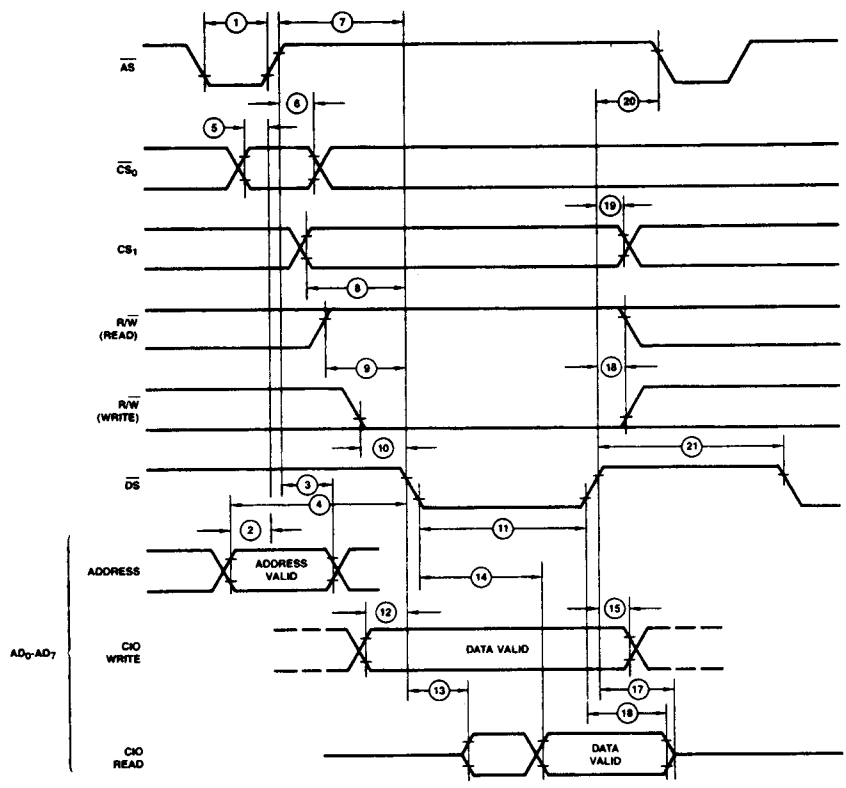 1
7
AS
6
20
5
CS0
19
CS1
8
R/W
(READ)
9
18
R/W
(WRITE)
10
21
DS
3
4
2
11
ADDRESS
ADDRESS
VALID
14
12
15
AD0-AD7
CIO
WRITE
DATA VALID
13
17
18
CIO
READ
DATA
VALID